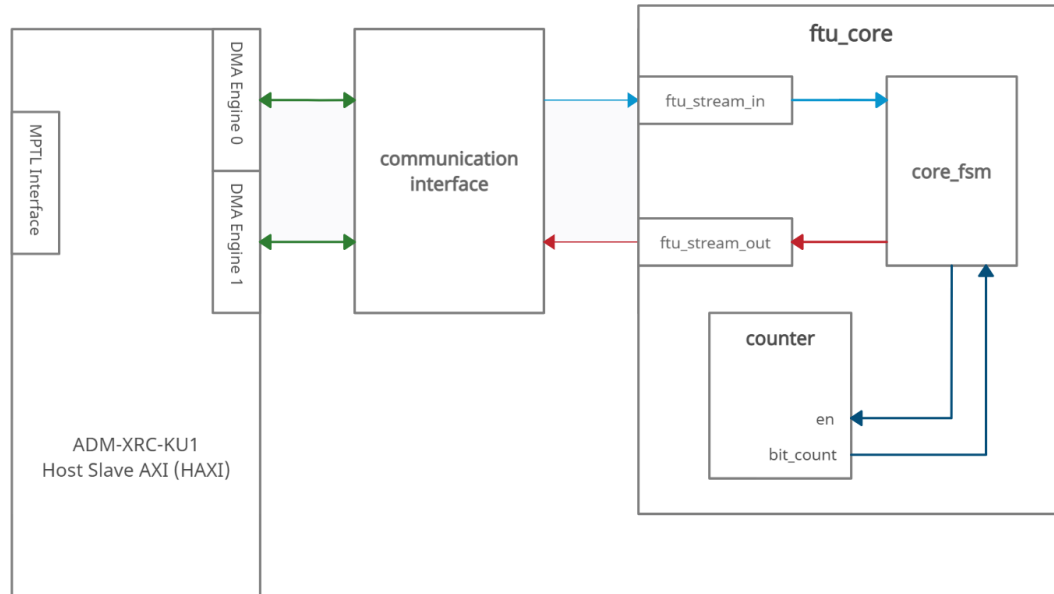 ftu_core
DMA Engine 0
MPTL Interface
DMA Engine 1
communication
interface
ftu_stream_in
core_fsm
ftu_stream_out
counter
en
bit_count
ADM-XRC-KU1
Host Slave AXI (HAXI)